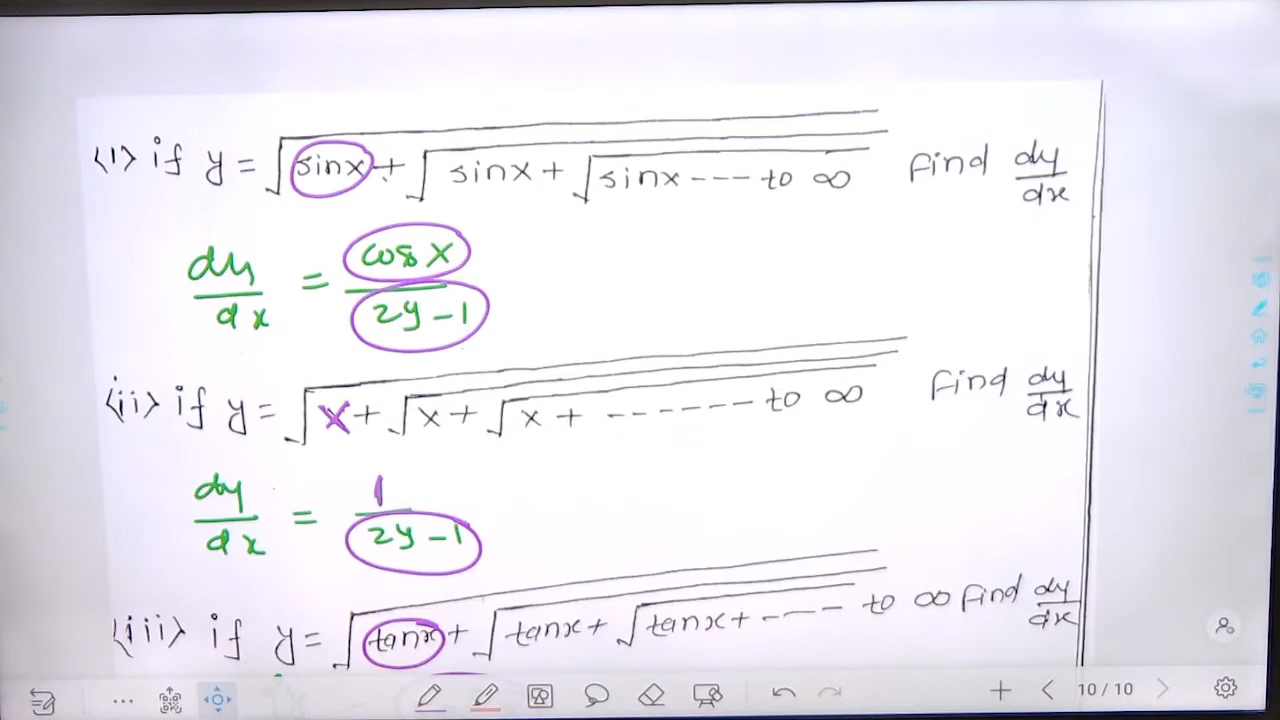 (i) if y = √sinx + √sinx + √sinx --- to ∞ Find dy/dx
dy/dx = cosx/2y-1
(ii) if y = √x + √x + √x + ------- to ∞ Find dy/dx
dy/dx = 1/2y-1
(iii) if y = √tanx + √tanx + √tanx + ---- to ∞ Find dy/dx
10/10